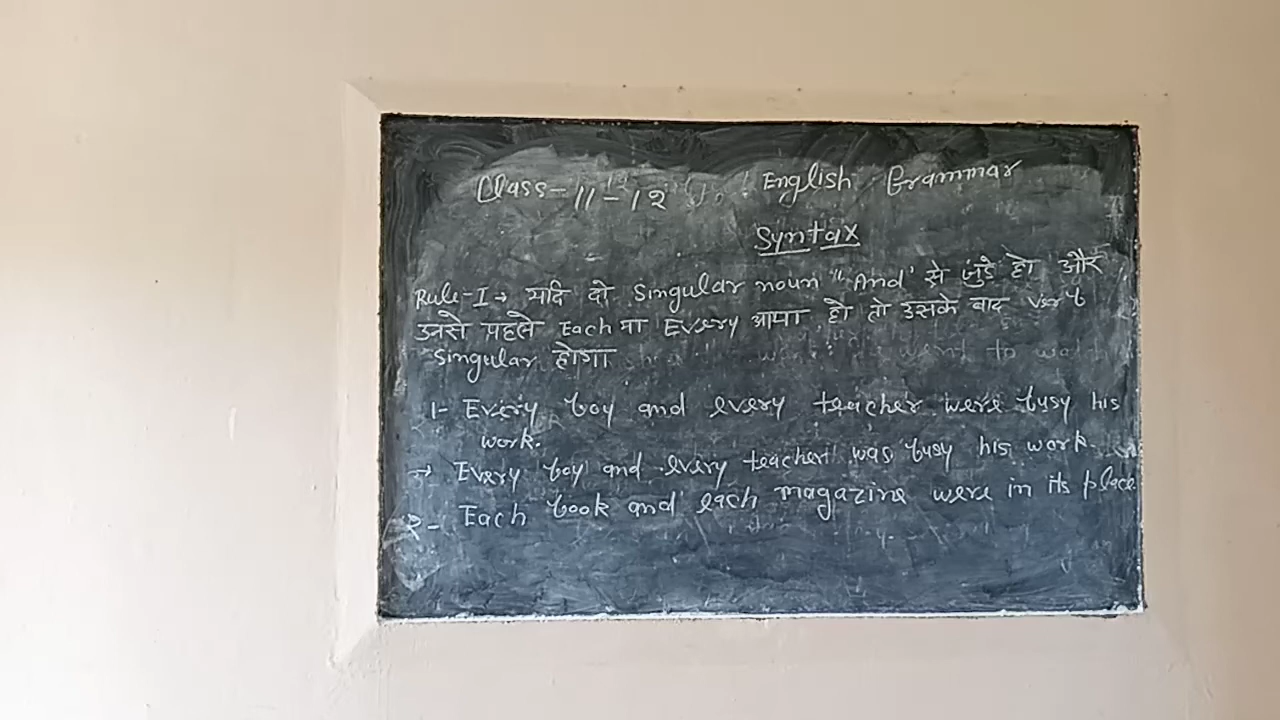 Class- 11-12 English Grammar
Syntax
Rule-I → यदि दो Singular noun "And" से जुडे हो और
उनसे पहले Each या Every आया हो तो उसके बाद verb
Singular होगा
1- Every boy and every teacher were busy his
work.
→ Every boy and every teacher was busy his work.
2- Each book and each magazine were in its place.